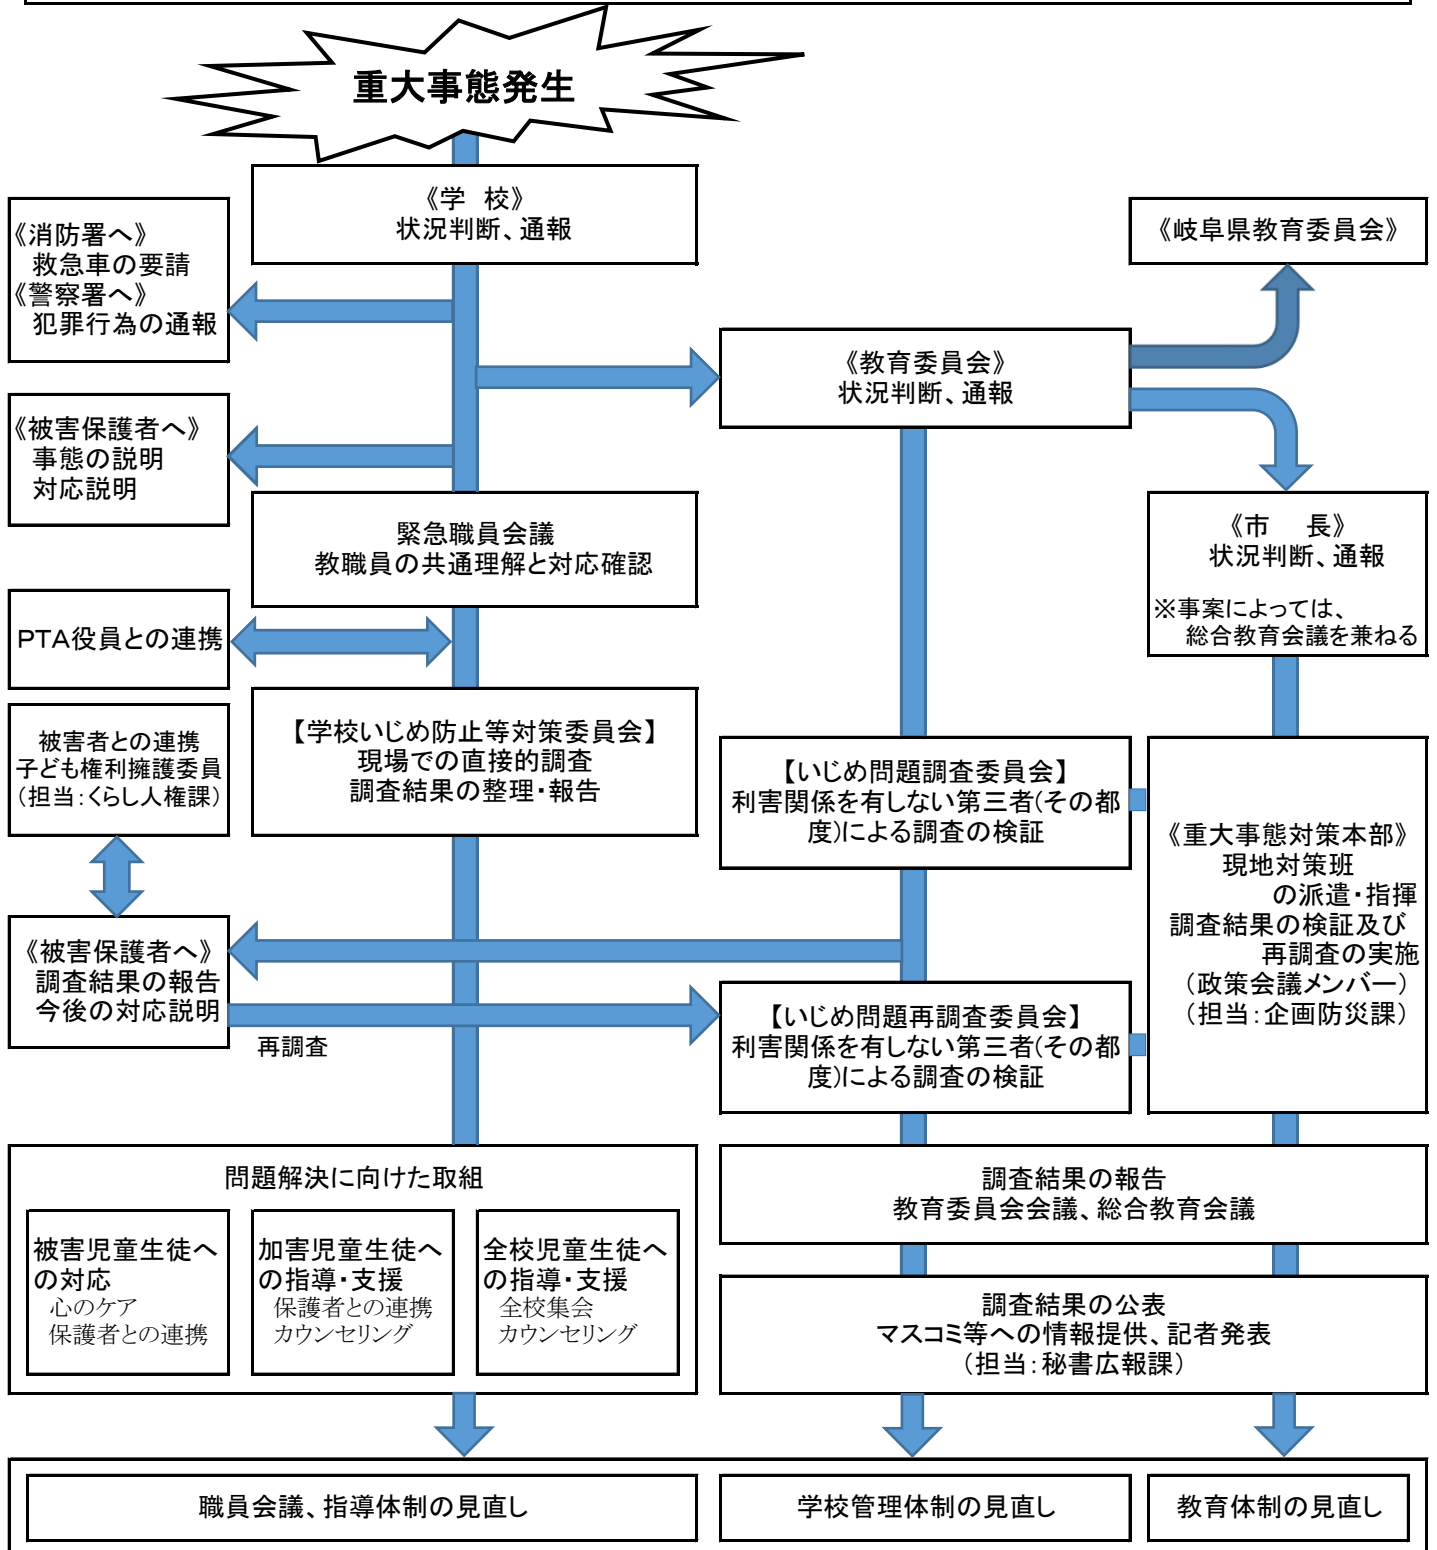 重大事態発生
《学　校》
状況判断、通報
《消防署へ》
救急車の要請
《警察署へ》
犯罪行為の通報
《岐阜県教育委員会》
《教育委員会》
状況判断、通報
《被害保護者へ》
事態の説明
対応説明
緊急職員会議
教職員の共通理解と対応確認
《市　　長》
状況判断、通報
※事案によっては、
総合教育会議を兼ねる
PTA役員との連携
【学校いじめ防止等対策委員会】
現場での直接的調査
調査結果の整理・報告
被害者との連携
子ども権利擁護委員
（担当：くらし人権課）
【いじめ問題調査委員会】
利害関係を有しない第三者(その都
度)による調査の検証
《重大事態対策本部》
現地対策班
の派遣・指揮
調査結果の検証及び
再調査の実施
（政策会議メンバー）
（担当：企画防災課）
《被害保護者へ》
調査結果の報告
今後の対応説明
再調査
【いじめ問題再調査委員会】
利害関係を有しない第三者(その都
度)による調査の検証
問題解決に向けた取組
被害児童生徒へ
の対応
心のケア
保護者との連携
加害児童生徒へ
の指導・支援
保護者との連携
カウンセリング
全校児童生徒へ
の指導・支援
全校集会
カウンセリング
調査結果の報告
教育委員会会議、総合教育会議
調査結果の公表
マスコミ等への情報提供、記者発表
（担当：秘書広報課）
職員会議、指導体制の見直し
学校管理体制の見直し
教育体制の見直し